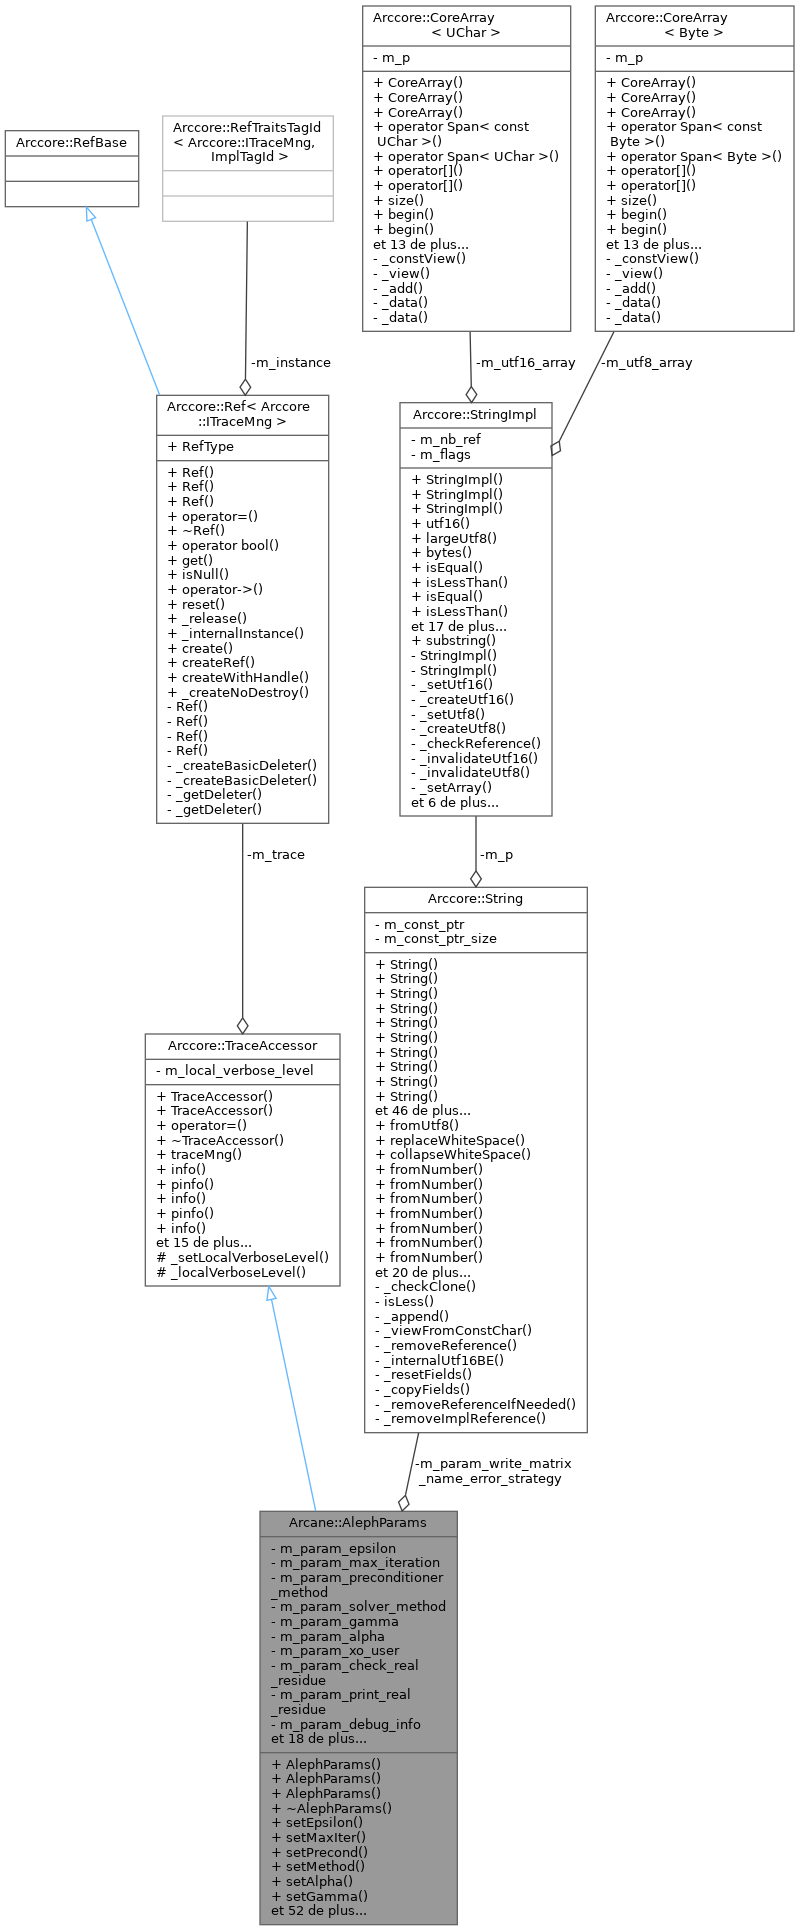 Arccore::CoreArray
< UChar >
- m_p
+ CoreArray()
+ CoreArray()
+ CoreArray()
+ operator Span< const
UChar >()
+ operator Span< UChar >()
+ operator[]()
+ operator[]()
+ size()
+ begin()
+ begin()
et 13 de plus...
- _constView()
- _view()
- _add()
- _data()
- _data()
Arccore::CoreArray
< Byte >
- m_p
+ CoreArray()
+ CoreArray()
+ CoreArray()
+ operator Span< const
Byte >()
+ operator Span< Byte >()
+ operator[]()
+ operator[]()
+ size()
+ begin()
+ begin()
et 13 de plus...
- _constView()
- _view()
- _add()
- _data()
- _data()
Arccore::RefBase
Arccore::RefTraitsTagId
< Arccore::ITraceMng,
ImplTagId >
-m_instance
-m_utf16_array
-m_utf8_array
Arccore::Ref< Arccore
::ITraceMng >
+ RefType
+ Ref()
+ Ref()
+ Ref()
+ operator=()
+ ~Ref()
+ operator bool()
+ get()
+ isNull()
+ operator->()
+ reset()
+ _release()
+ _internalInstance()
+ create()
+ createRef()
+ createWithHandle()
+ _createNoDestroy()
- Ref()
- Ref()
- Ref()
- Ref()
- _createBasicDeleter()
- _createBasicDeleter()
- _getDeleter()
- _getDeleter()
Arccore::StringImpl
- m_nb_ref
- m_flags
+ StringImpl()
+ StringImpl()
+ StringImpl()
+ utf16()
+ largeUtf8()
+ bytes()
+ isEqual()
+ isLessThan()
+ isEqual()
+ isLessThan()
et 17 de plus...
+ substring()
- StringImpl()
- StringImpl()
- _setUtf16()
- _createUtf16()
- _setUtf8()
- _createUtf8()
- _checkReference()
- _invalidateUtf16()
- _invalidateUtf8()
- _setArray()
et 6 de plus...
-m_trace
-m_p
Arccore::String
- m_const_ptr
- m_const_ptr_size
+ String()
+ String()
+ String()
+ String()
+ String()
+ String()
+ String()
+ String()
+ String()
+ String()
et 46 de plus...
+ fromUtf8()
+ replaceWhiteSpace()
+ collapseWhiteSpace()
+ fromNumber()
+ fromNumber()
+ fromNumber()
+ fromNumber()
+ fromNumber()
+ fromNumber()
+ fromNumber()
et 20 de plus...
- _checkClone()
- isLess()
- _append()
- _viewFromConstChar()
- _removeReference()
- _internalUtf16BE()
- _resetFields()
- _copyFields()
- _removeReferenceIfNeeded()
- _removeImplReference()
Arccore::TraceAccessor
- m_local_verbose_level
+ TraceAccessor()
+ TraceAccessor()
+ operator=()
+ ~TraceAccessor()
+ traceMng()
+ info()
+ pinfo()
+ info()
+ pinfo()
+ info()
et 15 de plus...
# _setLocalVerboseLevel()
# _localVerboseLevel()
-m_param_write_matrix
_name_error_strategy
Arcane::AlephParams
- m_param_epsilon
- m_param_max_iteration
- m_param_preconditioner
_method
- m_param_solver_method
- m_param_gamma
- m_param_alpha
- m_param_xo_user
- m_param_check_real
_residue
- m_param_print_real
_residue
- m_param_debug_info
et 18 de plus...
+ AlephParams()
+ AlephParams()
+ AlephParams()
+ ~AlephParams()
+ setEpsilon()
+ setMaxIter()
+ setPrecond()
+ setMethod()
+ setAlpha()
+ setGamma()
et 52 de plus...